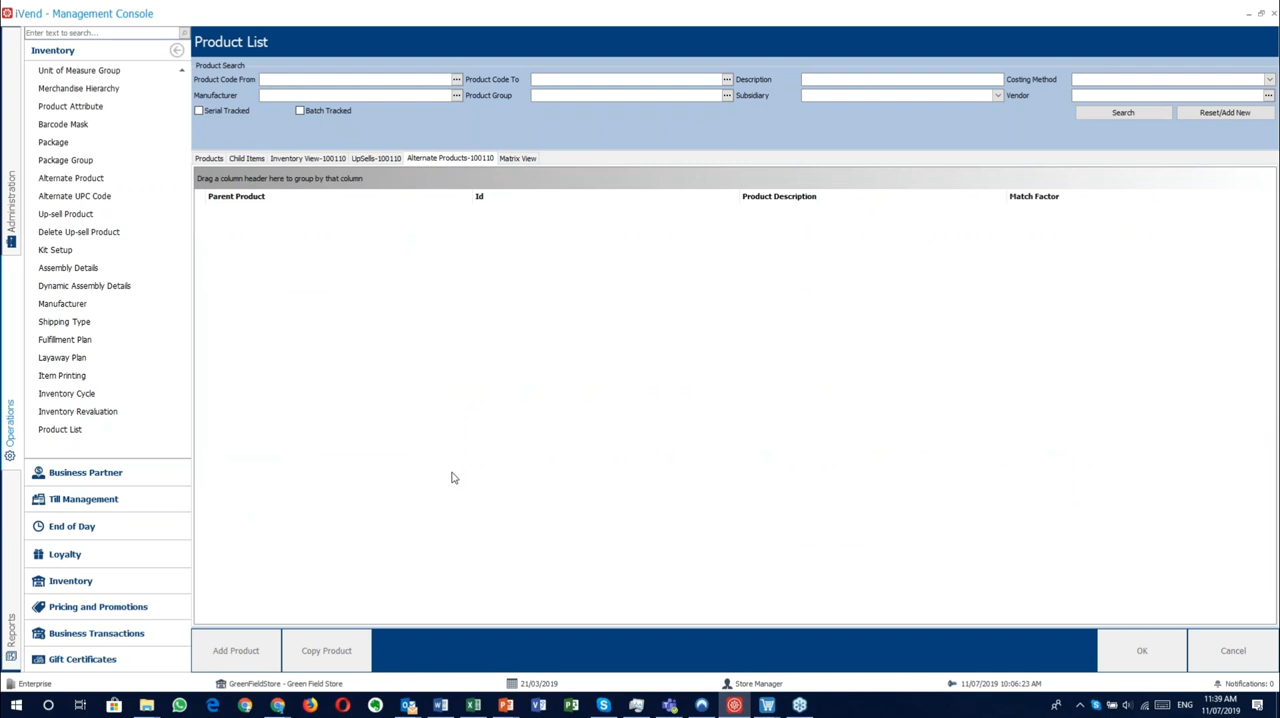 iVend - Management Console
Enter text to search...
Inventory
Unit of Measure Group
Merchandise Hierarchy
Product Attribute
Barcode Mask
Package
Package Group
Alternate Product
Alternate UPC Code
Up-sell Product
Delete Up-sell Product
Kit Setup
Assembly Details
Dynamic Assembly Details
Manufacturer
Shipping Type
Fulfillment Plan
Layaway Plan
Item Printing
Inventory Cycle
Inventory Revaluation
Product List
Business Partner
Till Management
End of Day
Loyalty
Inventory
Pricing and Promotions
Business Transactions
Gift Certificates
Administration
Operations
Reports
Product List
Product Search
Product Code From
Product Code To
Description
Costing Method
Manufacturer
Product Group
Subsidiary
Vendor
Serial Tracked
Batch Tracked
Search
Reset/Add New
Products Child Items Inventory View-100110 UpSells-100110 Alternate Products-100110 Matrix View
Drag a column header here to group by that column
Parent Product Id Product Description Match Factor
Add Product
Copy Product
OK
Cancel
Enterprise
GreenFieldStore - Green Field Store
21/03/2019
Store Manager
11/07/2019 10:06:23 AM
Notifications: 0
ENG
11:39 AM
11/07/2019